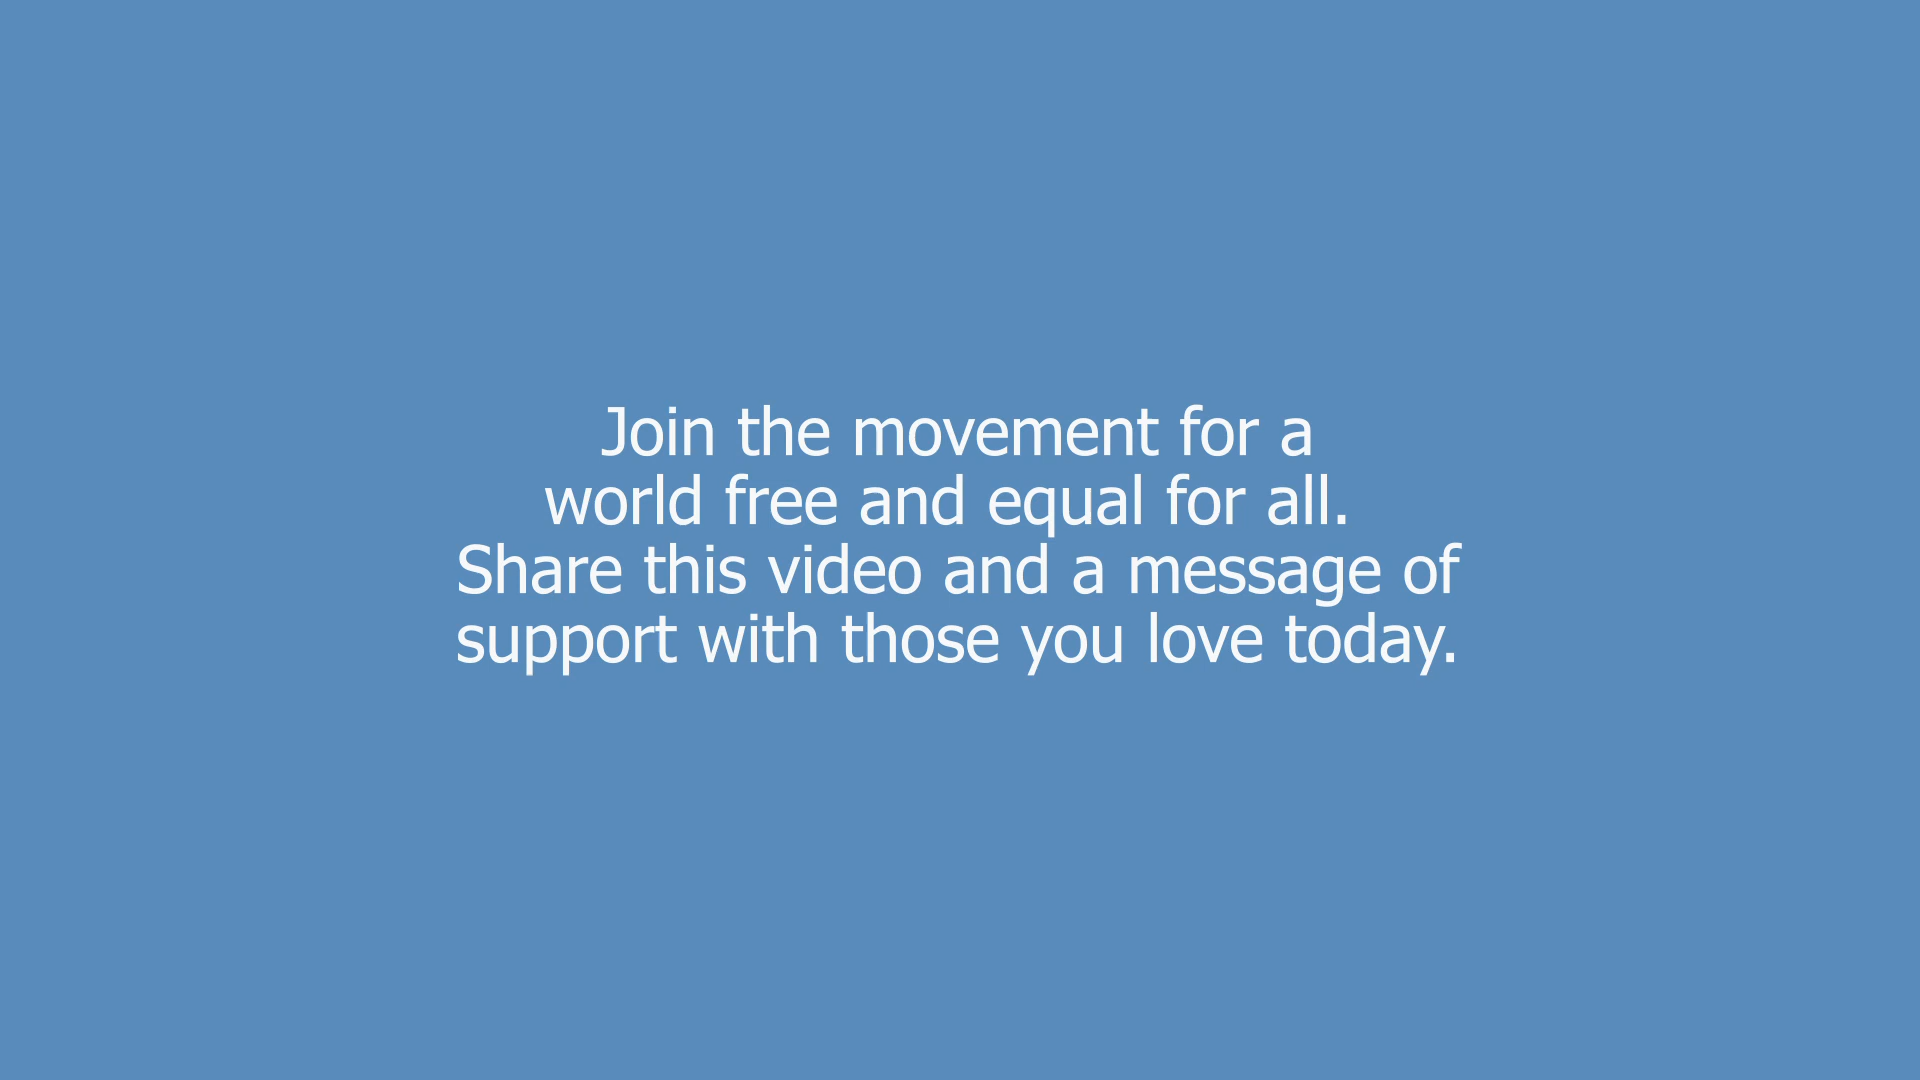 Join the movement for a
world free and equal for all.
Share this video and a message of
support with those you love today.